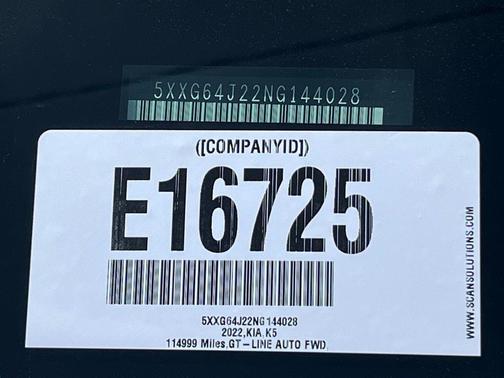 5XXG64J22NG144028
([COMPANYID])
E16725
5XXG64J22NG144028
2022,KIA,K5
114999 Miles,GT-LINE AUTO FWD,
WWW.SCANSOLUTIONS.COM